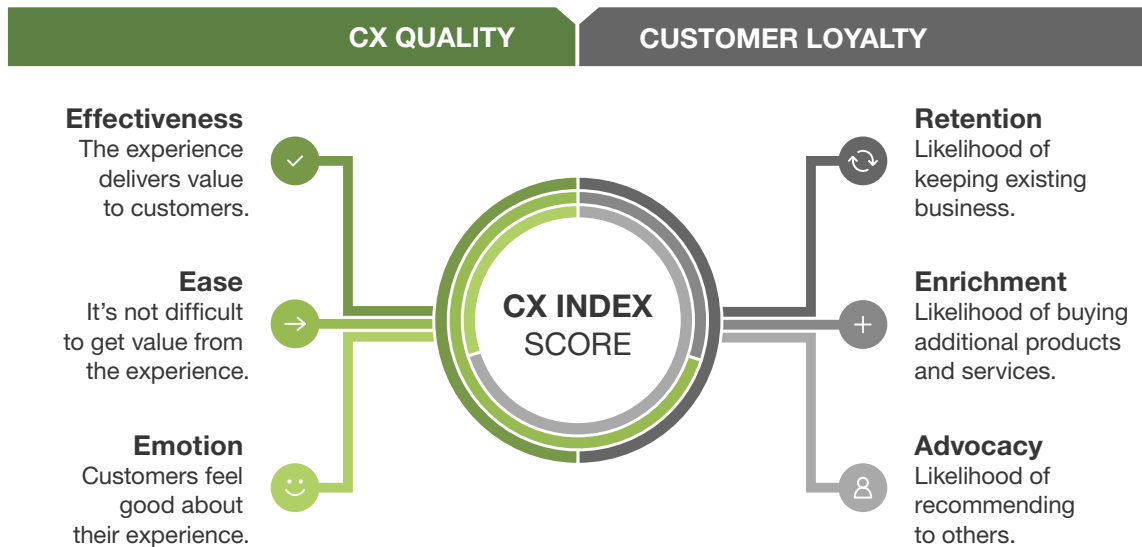 CX QUALITY
CUSTOMER LOYALTY
Effectiveness
The experience
delivers value
to customers.
Ease
It’s not difficult
to get value from
the experience.
Emotion
Customers feel
good about
their experience.
CX INDEX
SCORE
Retention
Likelihood of
keeping existing
business.
Enrichment
Likelihood of buying
additional products
and services.
Advocacy
Likelihood of
recommending
to others.